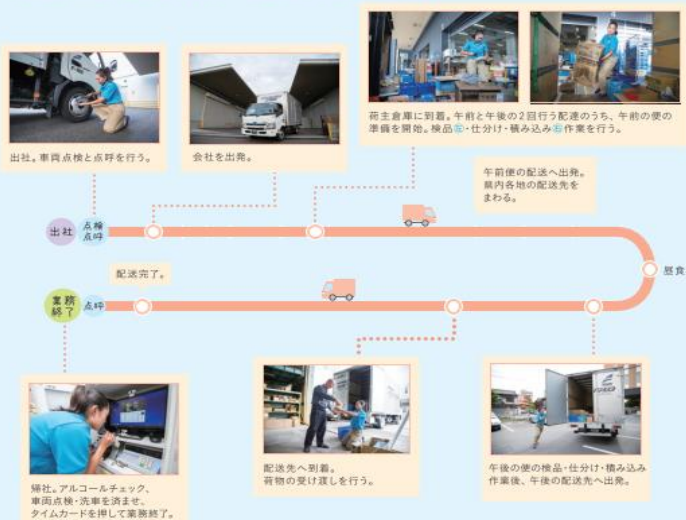 出社。車両点検と点呼を行う。
会社を出発。
荷主倉庫に到着。午前と午後の2回行う配達のうち、午前の便の
準備を開始。検品左・仕分け・積み込み右作業を行う。
午前便の配送へ出発。
県内各地の配送先を
まわる。
出社
点検
点呼
昼食
配送完了。
業務
終了
点呼
帰社。アルコールチェック、
車両点検・洗車を済ませ、
タイムカードを押して業務終了。
配送先へ到着。
荷物の受け渡しを行う。
午後の便の検品・仕分け・積み込み
作業後、午後の配送先へ出発。